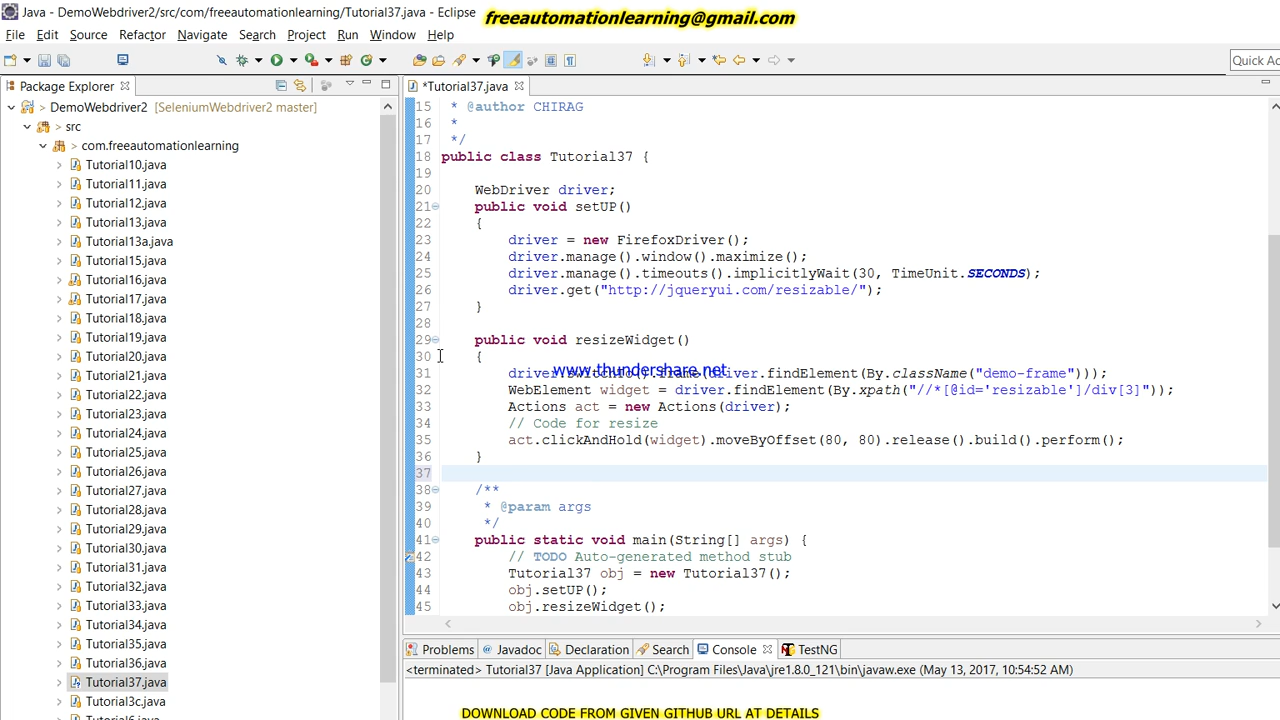 Java - DemoWebdriver2/src/com/freeautomationlearning/Tutorial37.java - Eclipse
freeautomationlearning@gmail.com
File Edit Source Refactor Navigate Search Project Run Window Help
Quick Ac
Package Explorer
*Tutorial37.java
DemoWebdriver2 [SeleniumWebdriver2 master]
src
com.freeautomationlearning
Tutorial10.java
Tutorial11.java
Tutorial12.java
Tutorial13.java
Tutorial13a.java
Tutorial15.java
Tutorial16.java
Tutorial17.java
Tutorial18.java
Tutorial19.java
Tutorial20.java
Tutorial21.java
Tutorial22.java
Tutorial23.java
Tutorial24.java
Tutorial25.java
Tutorial26.java
Tutorial27.java
Tutorial28.java
Tutorial29.java
Tutorial30.java
Tutorial31.java
Tutorial32.java
Tutorial33.java
Tutorial34.java
Tutorial35.java
Tutorial36.java
Tutorial37.java
Tutorial3c.java
Tutorial6.java
15 * @author CHIRAG
16 *
17 */
18 public class Tutorial37 {
19
20 WebDriver driver;
21 public void setUP()
22 {
23 driver = new FirefoxDriver();
24 driver.manage().window().maximize();
25 driver.manage().timeouts().implicitlyWait(30, TimeUnit.SECONDS);
26 driver.get("http://jqueryui.com/resizable/");
27 }
28
29 public void resizeWidget()
30 {
31 driver.switchTo().frame(driver.findElement(By.className("demo-frame")));
www.thundershare.net
32 WebElement widget = driver.findElement(By.xpath("//*[@id='resizable']/div[3]"));
33 Actions act = new Actions(driver);
34 // Code for resize
35 act.clickAndHold(widget).moveByOffset(80, 80).release().build().perform();
36 }
37
38 /**
39 * @param args
40 */
41 public static void main(String[] args) {
42 // TODO Auto-generated method stub
43 Tutorial37 obj = new Tutorial37();
44 obj.setUP();
45 obj.resizeWidget();
Problems Javadoc Declaration Search Console TestNG
<terminated> Tutorial37 [Java Application] C:\Program Files\Java\jre1.8.0_121\bin\javaw.exe (May 13, 2017, 10:54:52 AM)
DOWNLOAD CODE FROM GIVEN GITHUB URL AT DETAILS